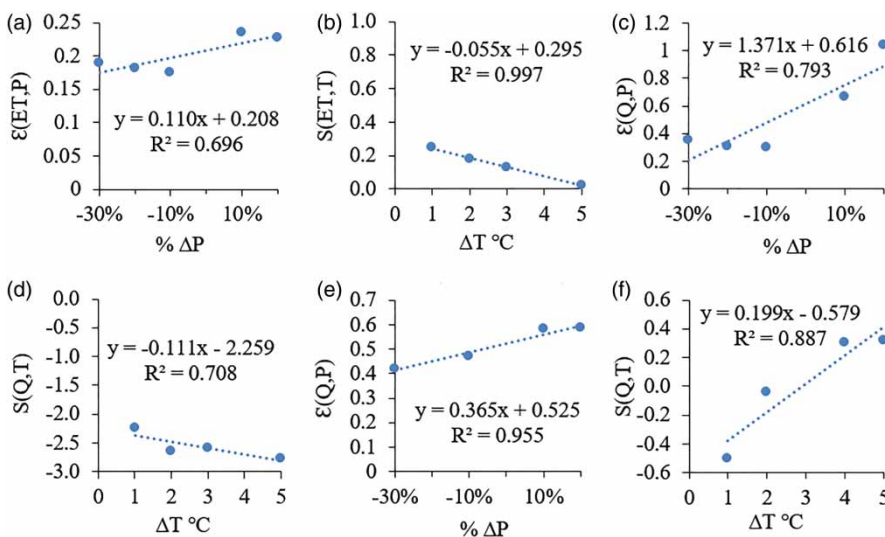 (a)
0.25
0.2
0.15
0.1
0.05
0
Ɛ(ET,P)
y = 0.110x + 0.208
R² = 0.696
-30% -10% 10%
% ΔP
(b)
1.0
0.8
0.6
0.4
0.2
0.0
S(ET,T)
y = -0.055x + 0.295
R² = 0.997
0 1 2 3 4 5
ΔT °C
(c)
1.2
1
0.8
0.6
0.4
0.2
0
Ɛ(Q,P)
y = 1.371x + 0.616
R² = 0.793
-30% -10% 10%
% ΔP
(d)
0.0
-0.5
-1.0
-1.5
-2.0
-2.5
-3.0
S(Q,T)
y = -0.111x - 2.259
R² = 0.708
0 1 2 3 4 5
ΔT °C
(e)
0.7
0.6
0.5
0.4
0.3
0.2
0.1
0
Ɛ(Q,P)
y = 0.365x + 0.525
R² = 0.955
-30% -10% 10%
% ΔP
(f)
0.6
0.4
0.2
0.0
-0.2
-0.4
-0.6
S(Q,T)
y = 0.199x - 0.579
R² = 0.887
0 1 2 3 4 5
ΔT °C